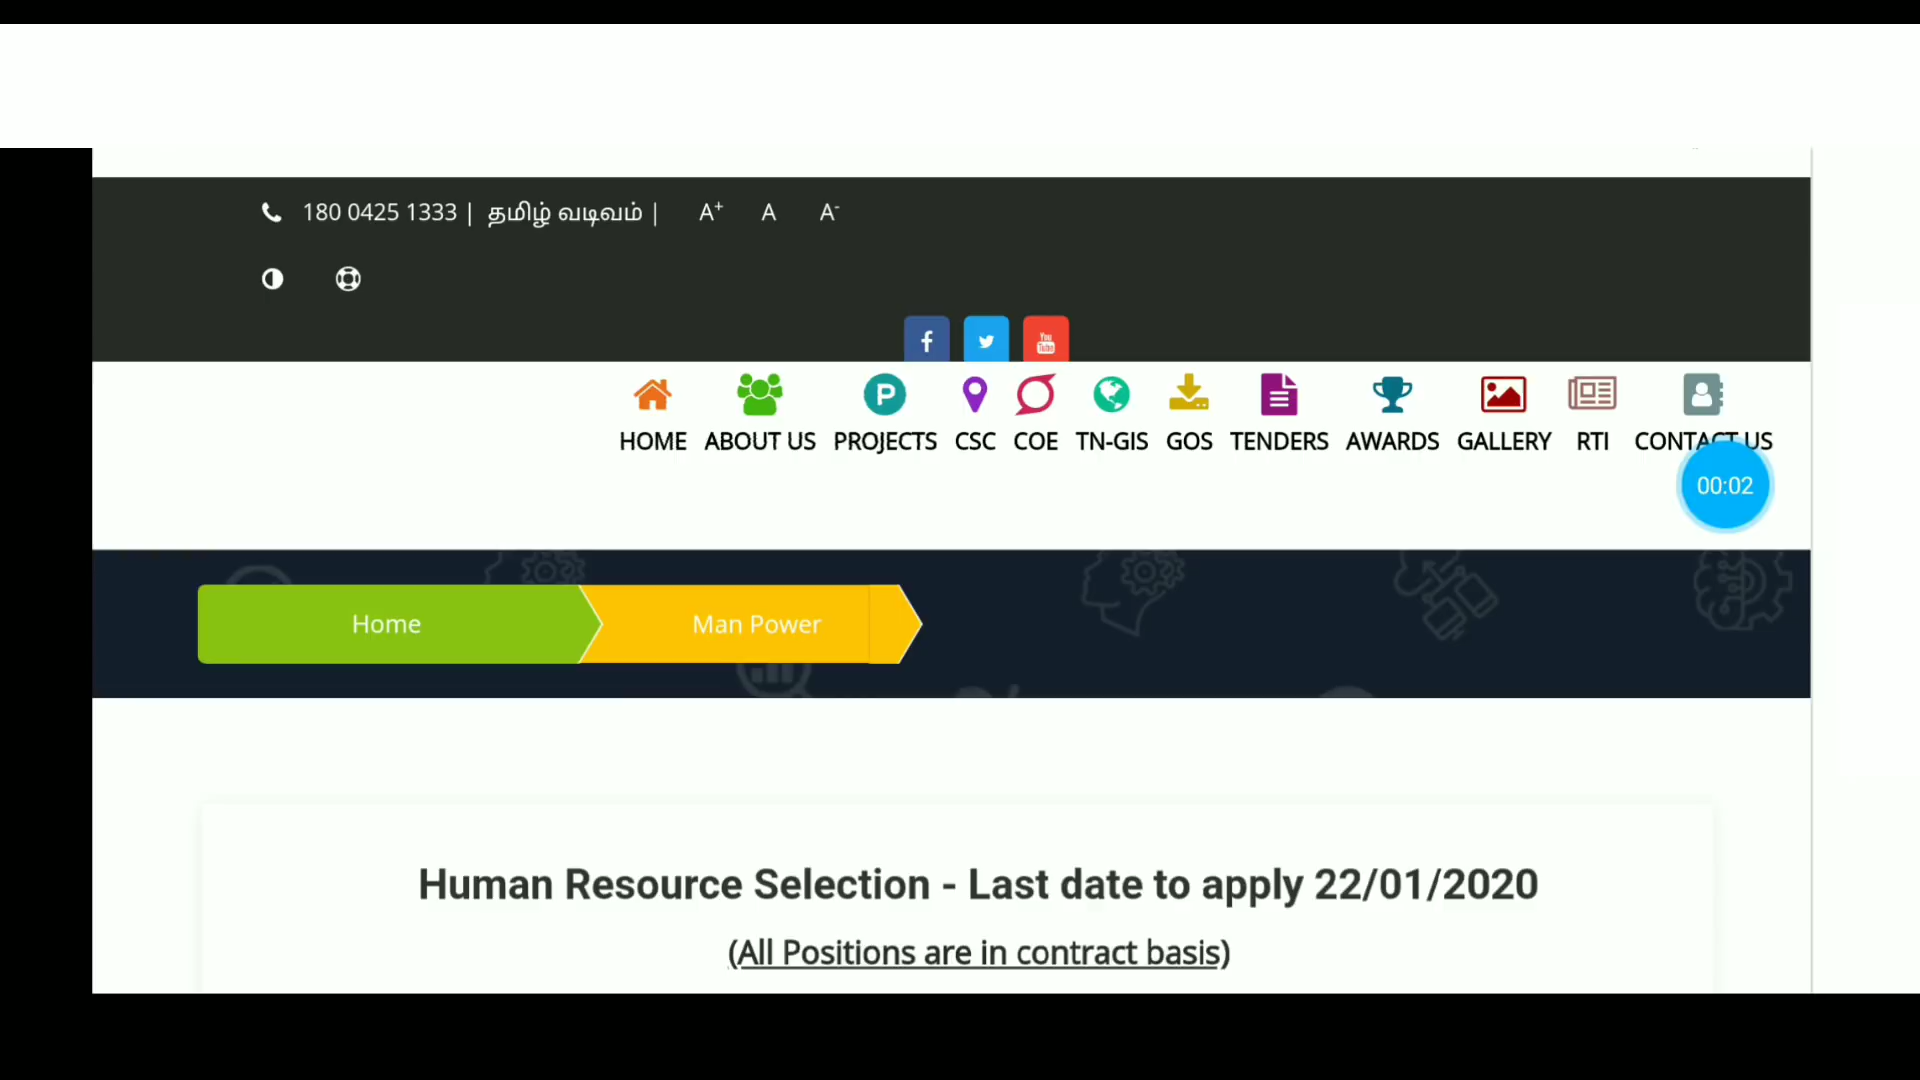 180 0425 1333 | தமிழ் வடிவம் | A+ A A-
HOME ABOUT US PROJECTS CSC COE TN-GIS GOS TENDERS AWARDS GALLERY RTI CONTACT US
00:02
Home Man Power
Human Resource Selection - Last date to apply 22/01/2020
(All Positions are in contract basis)